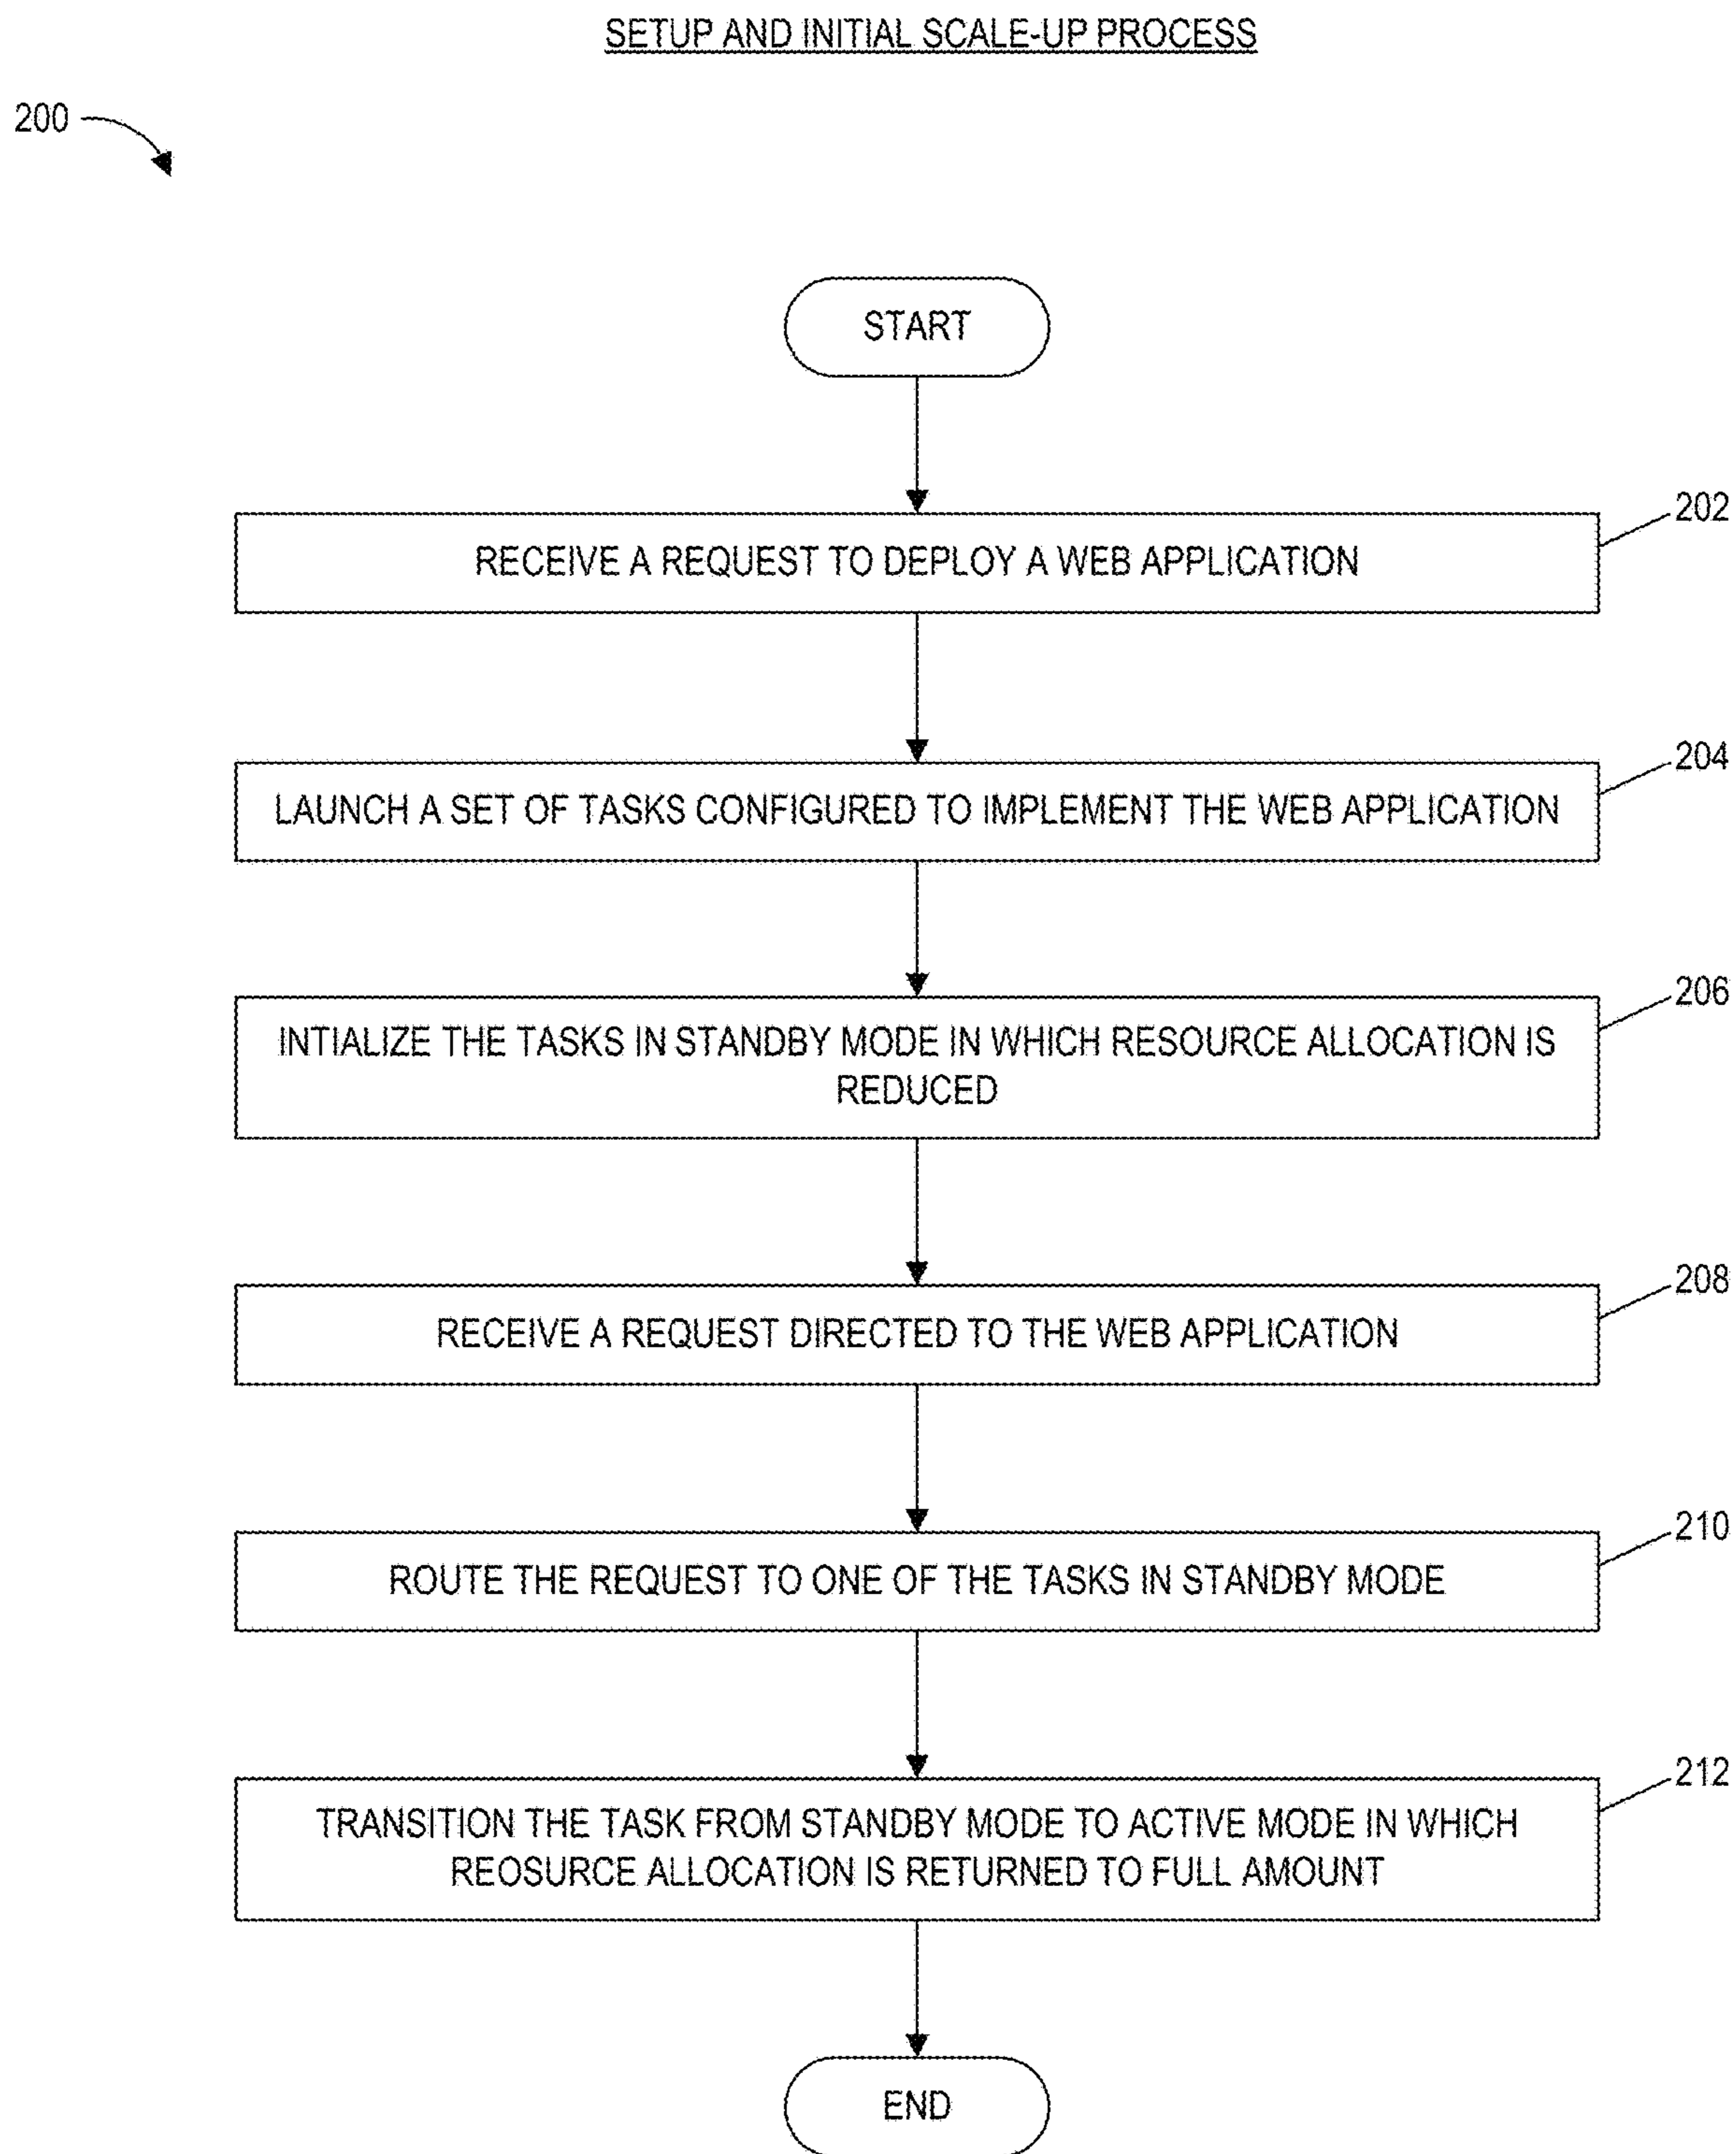 SETUP AND INITIAL SCALE-UP PROCESS
200
START
202
RECEIVE A REQUEST TO DEPLOY A WEB APPLICATION
204
LAUNCH A SET OF TASKS CONFIGURED TO IMPLEMENT THE WEB APPLICATION
206
INTIALIZE THE TASKS IN STANDBY MODE IN WHICH RESOURCE ALLOCATION IS
REDUCED
208
RECEIVE A REQUEST DIRECTED TO THE WEB APPLICATION
210
ROUTE THE REQUEST TO ONE OF THE TASKS IN STANDBY MODE
212
TRANSITION THE TASK FROM STANDBY MODE TO ACTIVE MODE IN WHICH
REOSURCE ALLOCATION IS RETURNED TO FULL AMOUNT
END